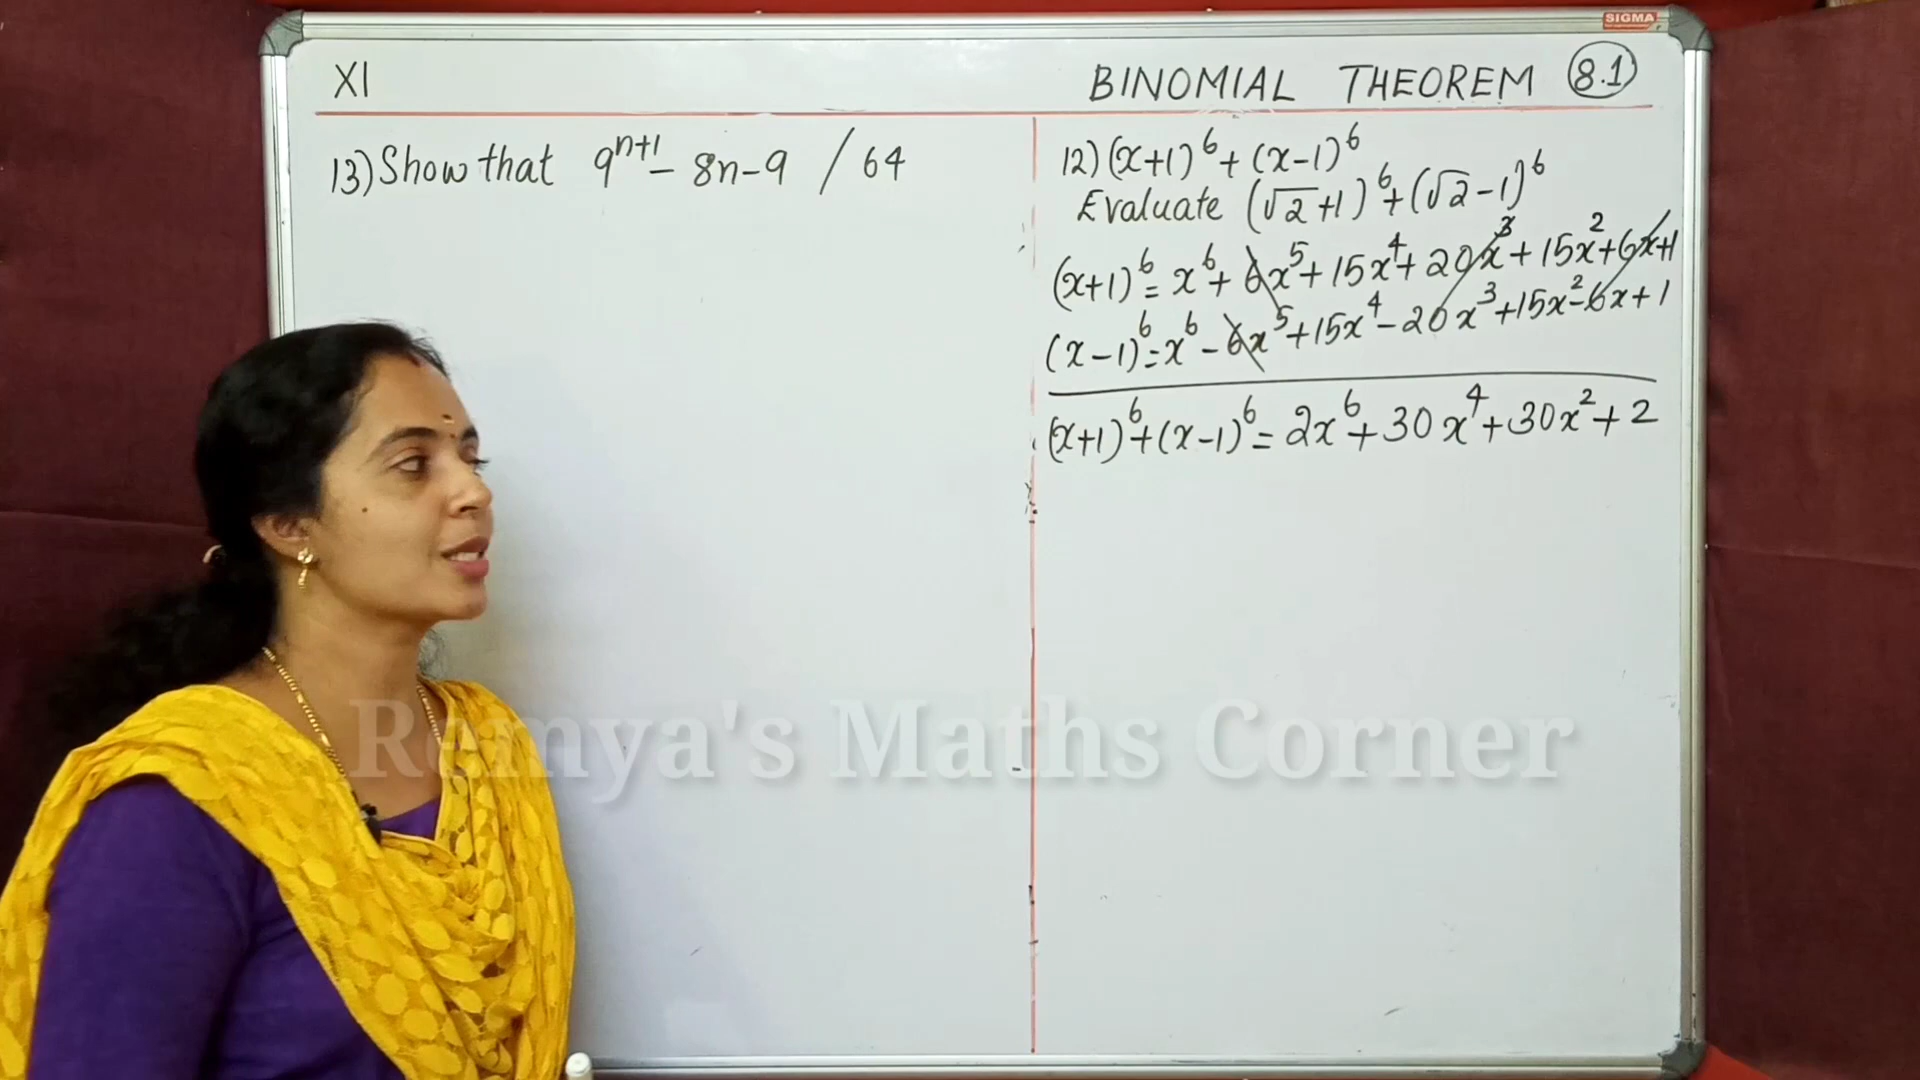 SIGMA
XI
BINOMIAL THEOREM 8.1
13) Show that 9^{n+1} - 8n - 9 / 64
12) (x+1)^6 + (x-1)^6
Evaluate (√2+1)^6 + (√2-1)^6
(x+1)^6 = x^6 + 6x^5 + 15x^4 + 20x^3 + 15x^2 + 6x + 1
(x-1)^6 = x^6 - 6x^5 + 15x^4 - 20x^3 + 15x^2 - 6x + 1
(x+1)^6 + (x-1)^6 = 2x^6 + 30x^4 + 30x^2 + 2
Remya's Maths Corner